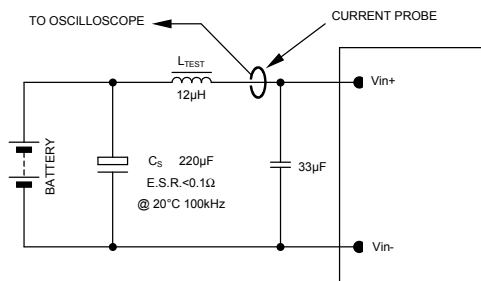 TO OSCILLOSCOPE
CURRENT PROBE
LTEST
12µH
Vin+
BATTERY
CS 220µF
E.S.R.<0.1Ω
@ 20°C 100kHz
33µF
Vin-